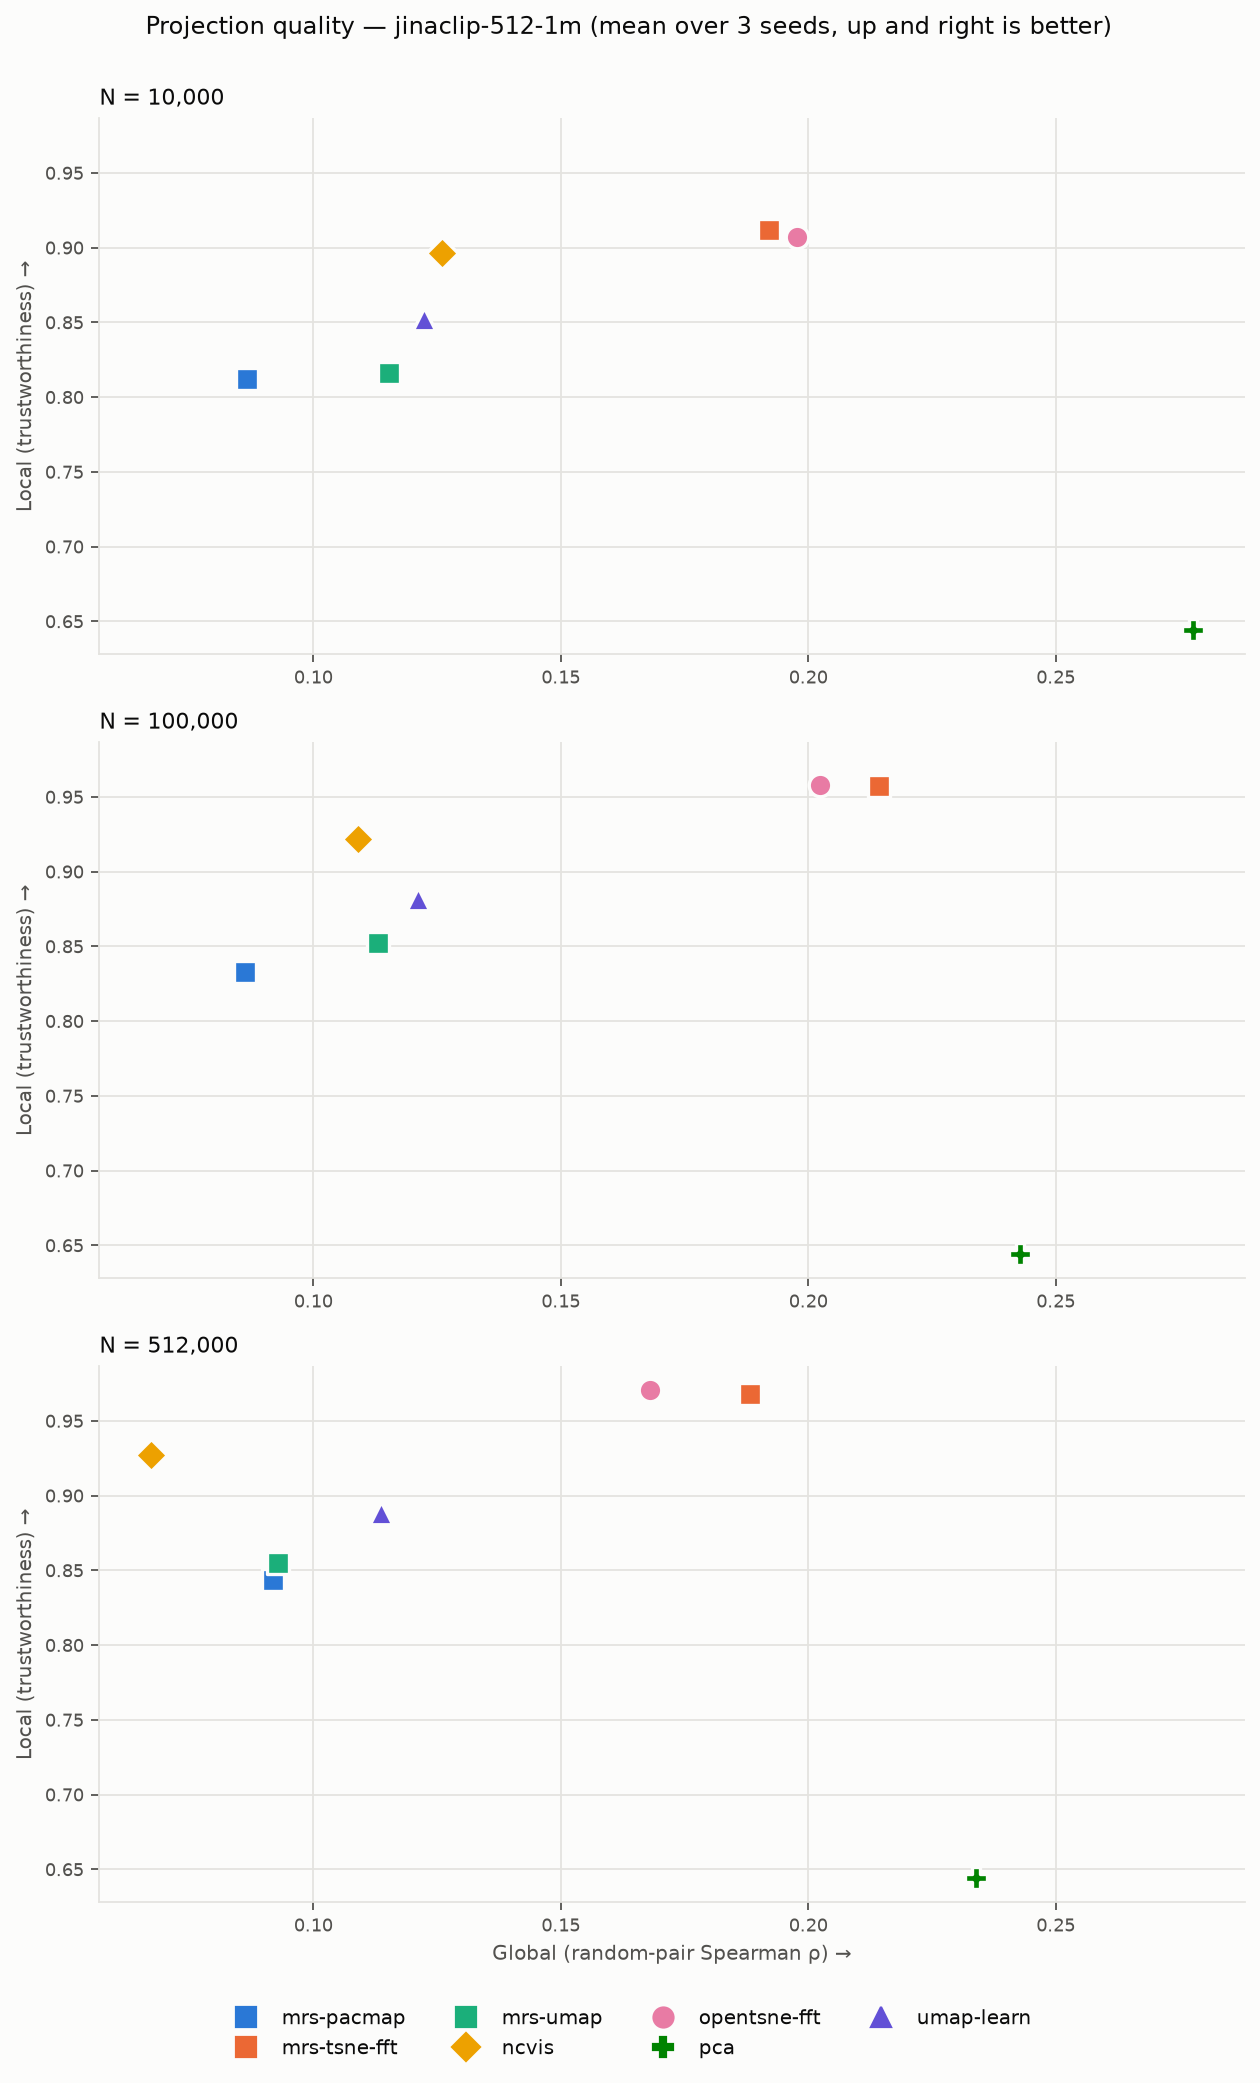 Projection quality — jinaclip-512-1m (mean over 3 seeds, up and right is better)
N = 10,000
Local (trustworthiness) →
0.95
0.90
0.85
0.80
0.75
0.70
0.65
0.10 0.15 0.20 0.25
N = 100,000
Local (trustworthiness) →
0.95
0.90
0.85
0.80
0.75
0.70
0.65
0.10 0.15 0.20 0.25
N = 512,000
Local (trustworthiness) →
0.95
0.90
0.85
0.80
0.75
0.70
0.65
0.10 0.15 0.20 0.25
Global (random-pair Spearman ρ) →
mrs-pacmap mrs-umap opentsne-fft umap-learn
mrs-tsne-fft ncvis pca